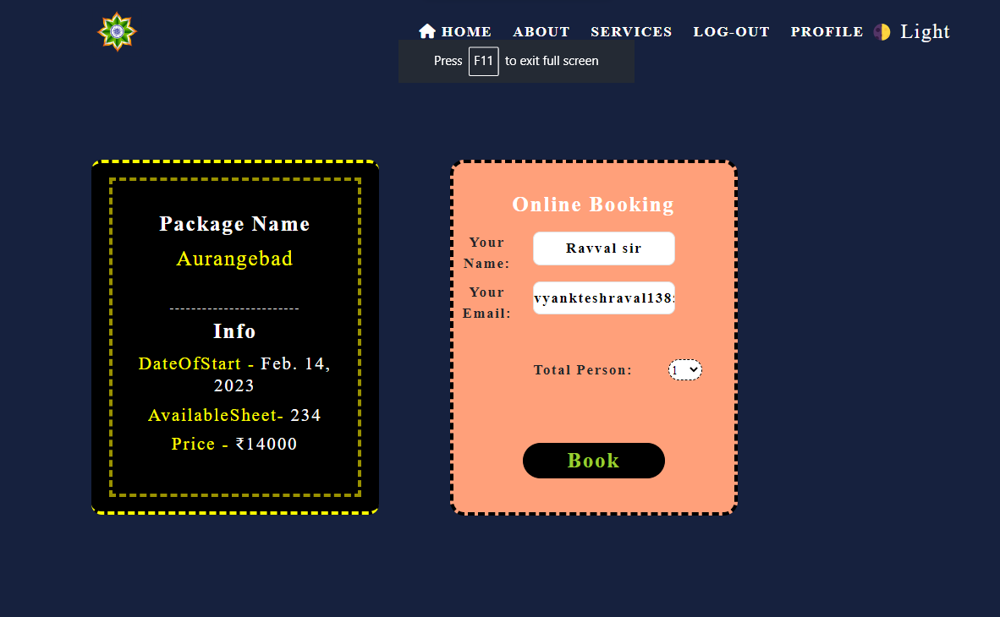 HOME ABOUT SERVICES LOG-OUT PROFILE Light
Press F11 to exit full screen
Package Name
Aurangebad
------------------------
Info
DateOfStart - Feb. 14,
2023
AvailableSheet- 234
Price - ₹14000
Online Booking
Your
Name:
Ravval sir
Your
Email:
vyankteshraval138
Total Person:
1
Book